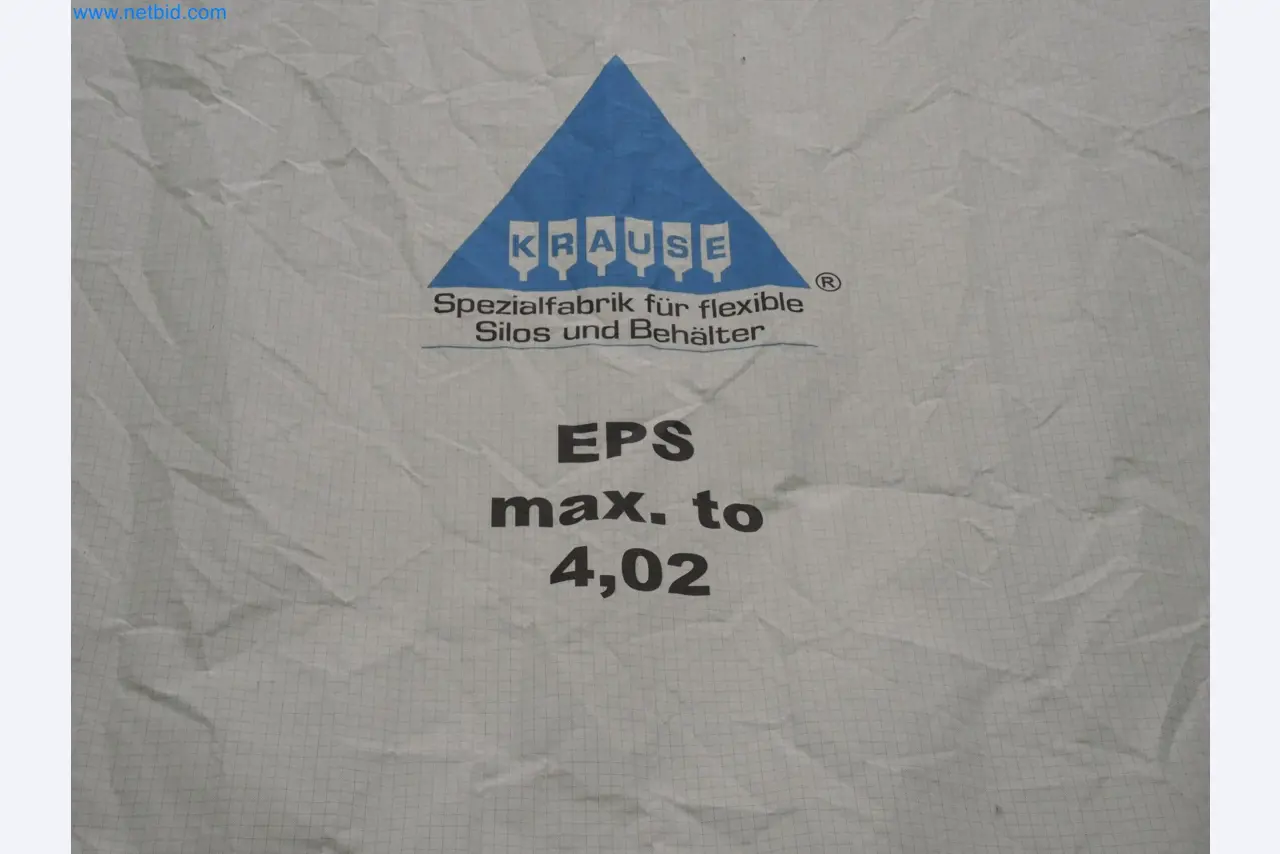 www.netbid.com
KRAUSE
®
Spezialfabrik für flexible
Silos und Behälter
EPS
max. to
4,02